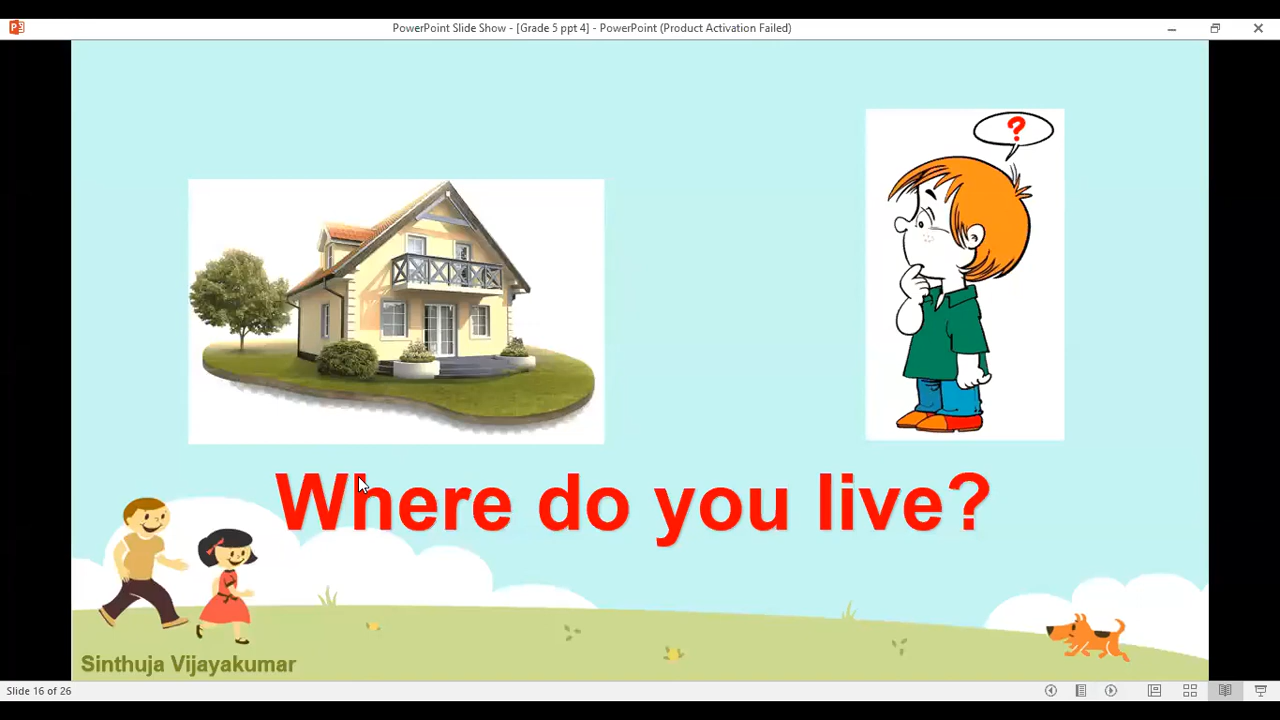 PowerPoint Slide Show - [Grade 5 ppt 4] - PowerPoint (Product Activation Failed)
?
Where do you live?
Sinthuja Vijayakumar
Slide 16 of 26